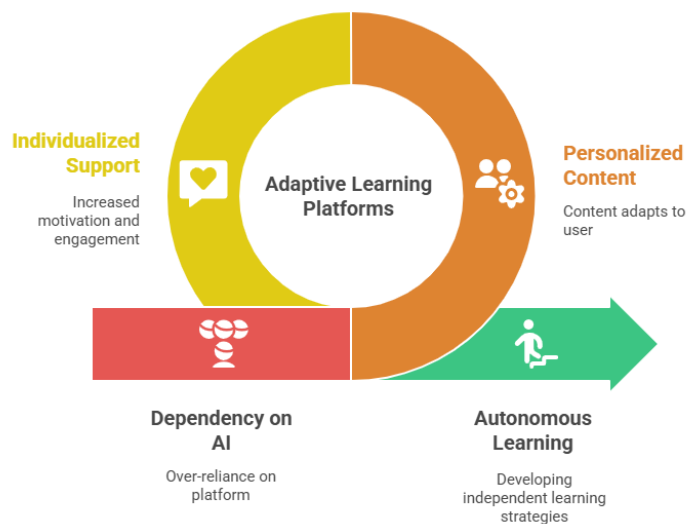 Individualized
Support
Increased
motivation and
engagement
Adaptive Learning
Platforms
Personalized
Content
Content adapts to
user
Dependency on
AI
Over-reliance on
platform
Autonomous
Learning
Developing
independent learning
strategies